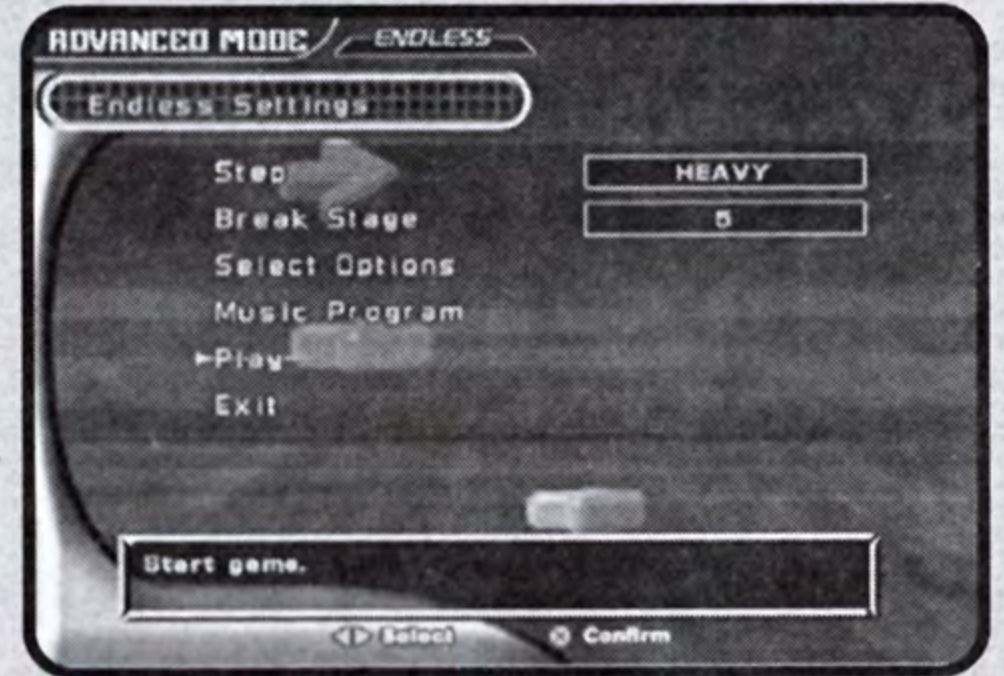 ADVANCED MODE ENDLESS
Endless Settings
Step HEAVY
Break Stage 5
Select Options
Music Program
Play
Exit
Start game.
Select Confirm